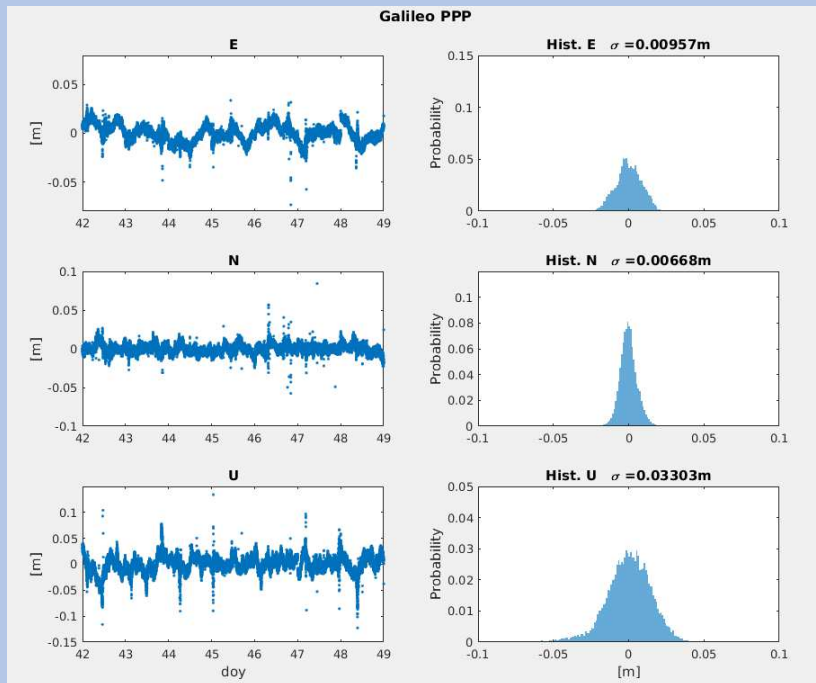 Galileo PPP
E
Hist. E σ =0.00957m
0.05
0
-0.05
[m]
42 43 44 45 46 47 48 49
0.15
0.1
0.05
0
Probability
-0.1 -0.05 0 0.05 0.1
N
Hist. N σ =0.00668m
0.1
0.05
0
-0.05
-0.1
[m]
42 43 44 45 46 47 48 49
0.1
0.08
0.06
0.04
0.02
0
Probability
-0.1 -0.05 0 0.05 0.1
U
Hist. U σ =0.03303m
0.1
0.05
0
-0.05
-0.1
-0.15
[m]
42 43 44 45 46 47 48 49
doy
0.05
0.04
0.03
0.02
0.01
0
Probability
-0.1 -0.05 0 0.05 0.1
[m]